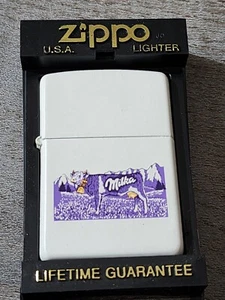 zippo
U.S.A. LIGHTER
Milka
LIFETIME GUARANTEE